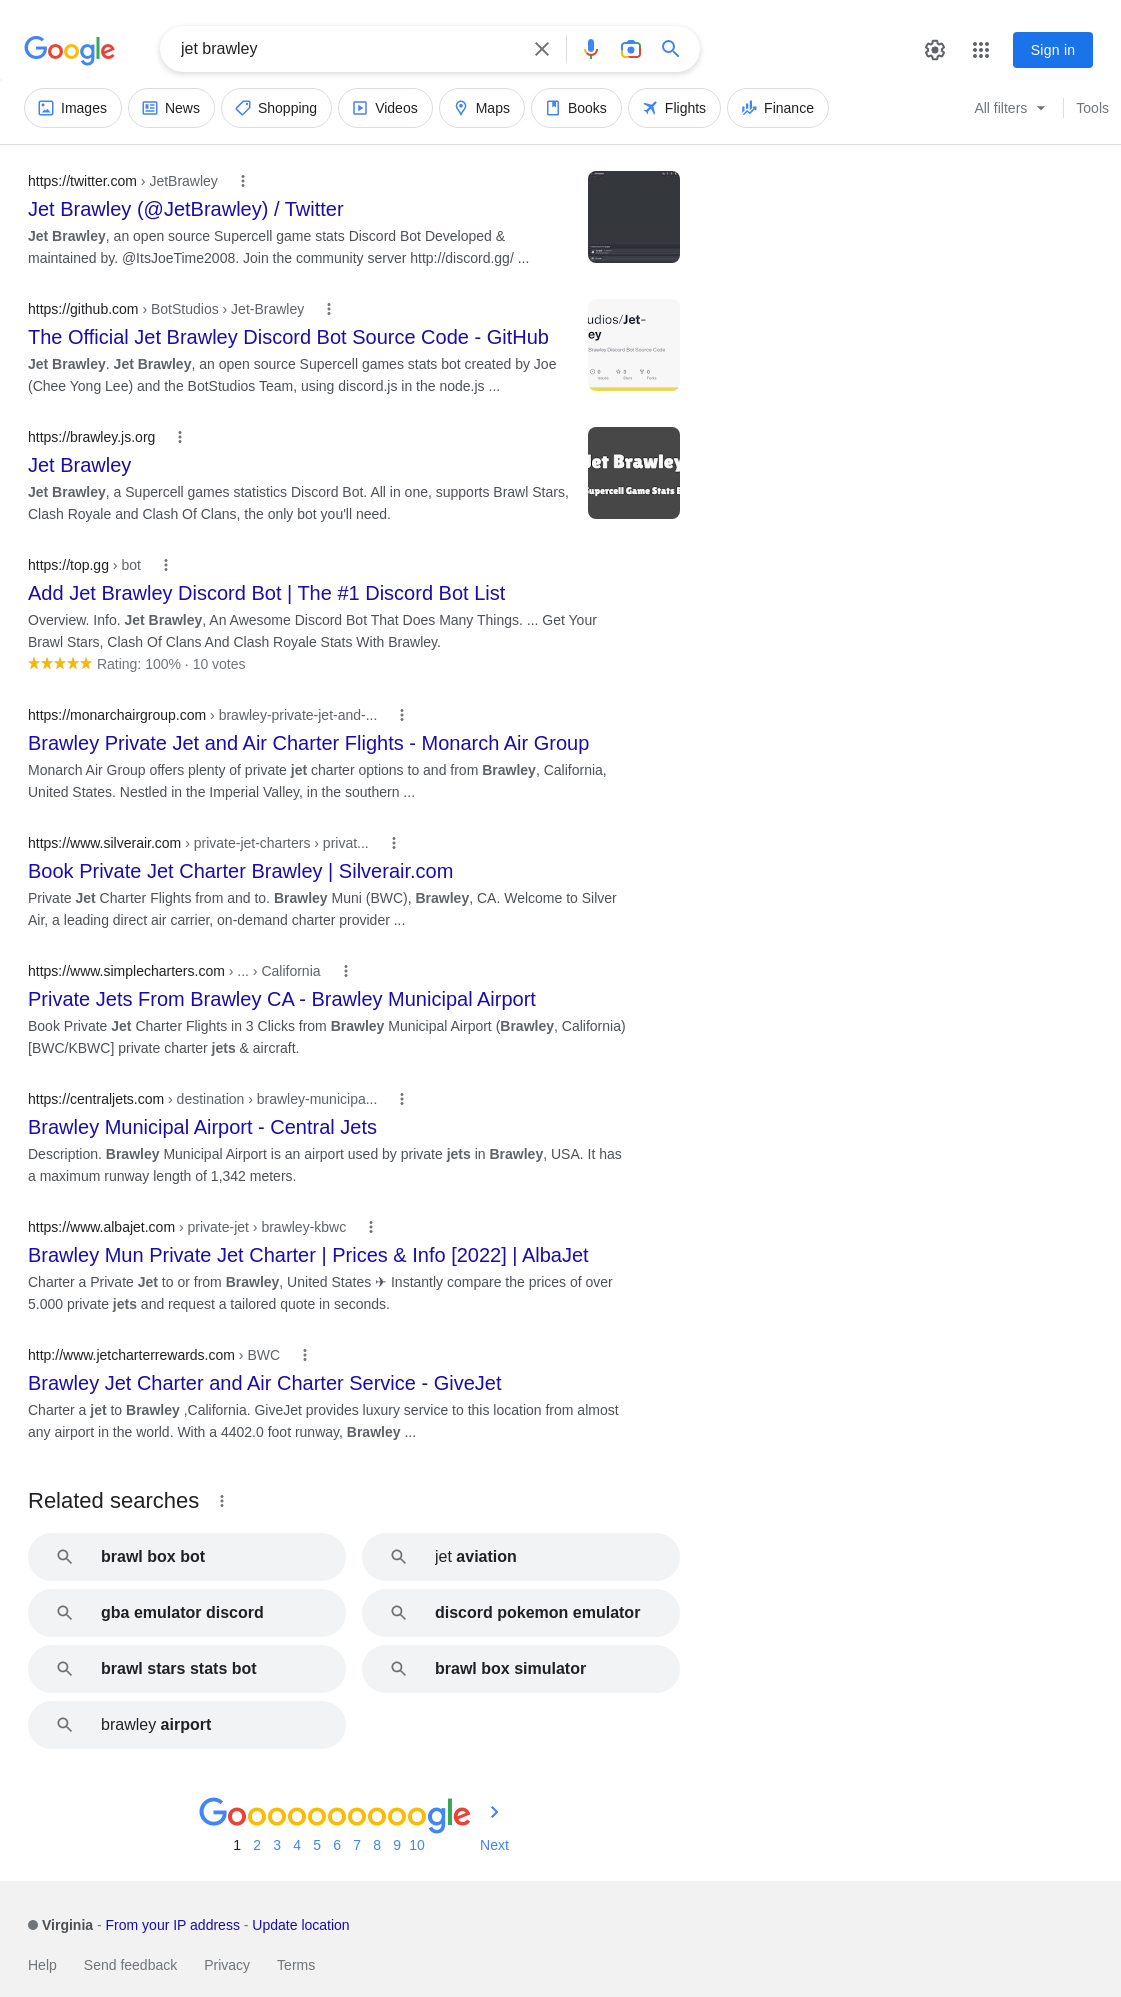 Google
jet brawley
Sign in
Images
News
Shopping
Videos
Maps
Books
Flights
Finance
All filters
Tools
https://twitter.com › JetBrawley
Jet Brawley (@JetBrawley) / Twitter
Jet Brawley, an open source Supercell game stats Discord Bot Developed &
maintained by. @ItsJoeTime2008. Join the community server http://discord.gg/ ...
https://github.com › BotStudios › Jet-Brawley
The Official Jet Brawley Discord Bot Source Code - GitHub
Jet Brawley. Jet Brawley, an open source Supercell games stats bot created by Joe
(Chee Yong Lee) and the BotStudios Team, using discord.js in the node.js ...
udios/Jet-
ey
Brawles Discord Bot Source Code
https://brawley.js.org
Jet Brawley
Jet Brawley, a Supercell games statistics Discord Bot. All in one, supports Brawl Stars,
Clash Royale and Clash Of Clans, the only bot you'll need.
Jet Brawley
Supercell Game Stats B
https://top.gg › bot
Add Jet Brawley Discord Bot | The #1 Discord Bot List
Overview. Info. Jet Brawley, An Awesome Discord Bot That Does Many Things. ... Get Your
Brawl Stars, Clash Of Clans And Clash Royale Stats With Brawley.
Rating: 100% · 10 votes
https://monarchairgroup.com › brawley-private-jet-and-...
Brawley Private Jet and Air Charter Flights - Monarch Air Group
Monarch Air Group offers plenty of private jet charter options to and from Brawley, California,
United States. Nestled in the Imperial Valley, in the southern ...
https://www.silverair.com › private-jet-charters › privat...
Book Private Jet Charter Brawley | Silverair.com
Private Jet Charter Flights from and to. Brawley Muni (BWC), Brawley, CA. Welcome to Silver
Air, a leading direct air carrier, on-demand charter provider ...
https://www.simplecharters.com › ... › California
Private Jets From Brawley CA - Brawley Municipal Airport
Book Private Jet Charter Flights in 3 Clicks from Brawley Municipal Airport (Brawley, California)
[BWC/KBWC] private charter jets & aircraft.
https://centraljets.com › destination › brawley-municipa...
Brawley Municipal Airport - Central Jets
Description. Brawley Municipal Airport is an airport used by private jets in Brawley, USA. It has
a maximum runway length of 1,342 meters.
https://www.albajet.com › private-jet › brawley-kbwc
Brawley Mun Private Jet Charter | Prices & Info [2022] | AlbaJet
Charter a Private Jet to or from Brawley, United States ✈ Instantly compare the prices of over
5.000 private jets and request a tailored quote in seconds.
http://www.jetcharterrewards.com › BWC
Brawley Jet Charter and Air Charter Service - GiveJet
Charter a jet to Brawley ,California. GiveJet provides luxury service to this location from almost
any airport in the world. With a 4402.0 foot runway, Brawley ...
Related searches
brawl box bot
jet aviation
gba emulator discord
discord pokemon emulator
brawl stars stats bot
brawl box simulator
brawley airport
Goooooooooogle
1 2 3 4 5 6 7 8 9 10 Next
Virginia - From your IP address - Update location
Help Send feedback Privacy Terms